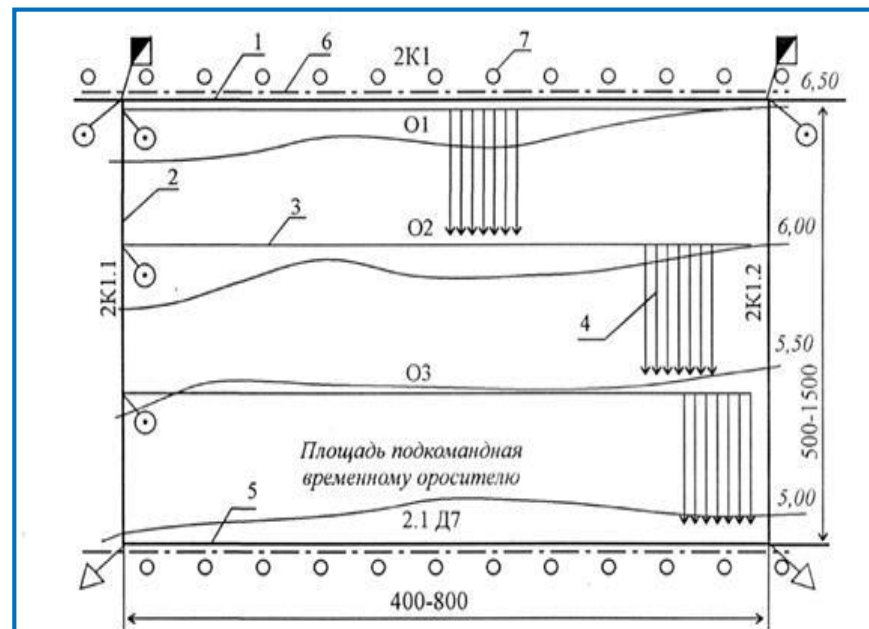 1
6
2К1
7
6,50
О1
2
3
О2
6,00
2К1.1
2К1.2
4
5,50
О3
500-1500
Площадь подкомандная
временному оросителю
5
2.1 Д7
5,00
400-800